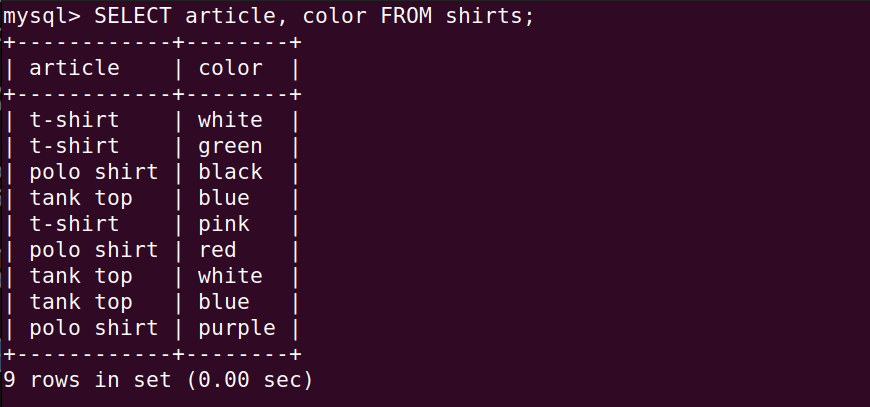 mysql> SELECT article, color FROM shirts;
+------------+--------+
| article    | color  |
+------------+--------+
| t-shirt    | white  |
| t-shirt    | green  |
| polo shirt | black  |
| tank top   | blue   |
| t-shirt    | pink   |
| polo shirt | red    |
| tank top   | white  |
| tank top   | blue   |
| polo shirt | purple |
+------------+--------+
9 rows in set (0.00 sec)